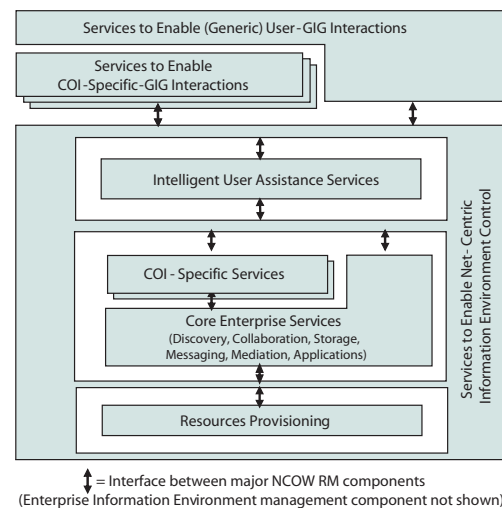 Services to Enable (Generic) User-GIG Interactions
Services to Enable
COI-Specific-GIG Interactions
Intelligent User Assistance Services
COI - Specific Services
Core Enterprise Services
(Discovery, Collaboration, Storage,
Messaging, Mediation, Applications)
Resources Provisioning
Services to Enable Net- Centric
Information Environment Control
= Interface between major NCOW RM components
(Enterprise Information Environment management component not shown)